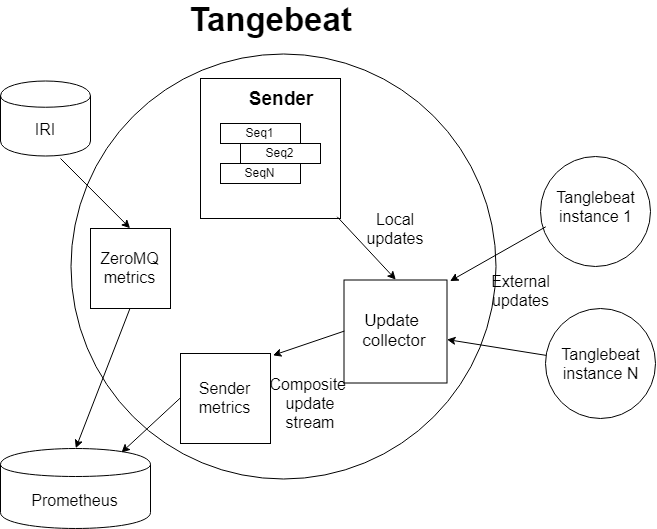 Tangebeat
Sender
Seq1
Seq2
SeqN
IRI
ZeroMQ
metrics
Local
updates
Tanglebeat
instance 1
External
updates
Update
collector
Tanglebeat
instance N
Sender
metrics
Composite
update
stream
Prometheus